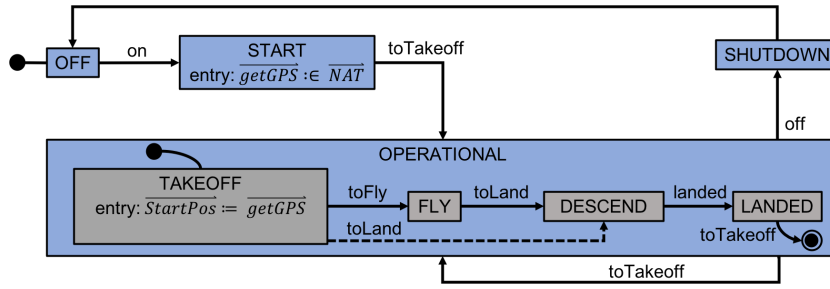 OFF
on
START
entry: getGPS :∈ NAT
toTakeoff
SHUTDOWN
off
OPERATIONAL
TAKEOFF
entry: StartPos := getGPS
toFly
FLY
toLand
DESCEND
landed
LANDED
toLand
toTakeoff
toTakeoff